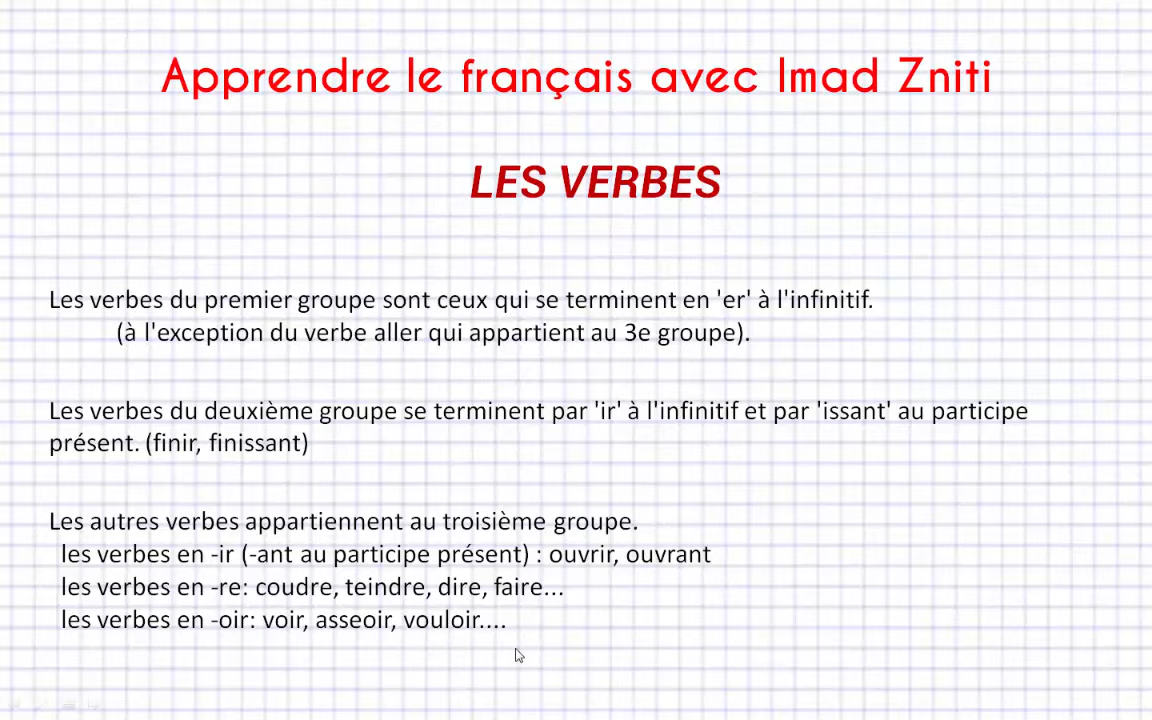 Apprendre le français avec Imad Zniti
LES VERBES
Les verbes du premier groupe sont ceux qui se terminent en 'er' à l'infinitif.
(à l'exception du verbe aller qui appartient au 3e groupe).
Les verbes du deuxième groupe se terminent par 'ir' à l'infinitif et par 'issant' au participe
présent. (finir, finissant)
Les autres verbes appartiennent au troisième groupe.
les verbes en -ir (-ant au participe présent) : ouvrir, ouvrant
les verbes en -re: coudre, teindre, dire, faire...
les verbes en -oir: voir, asseoir, vouloir....